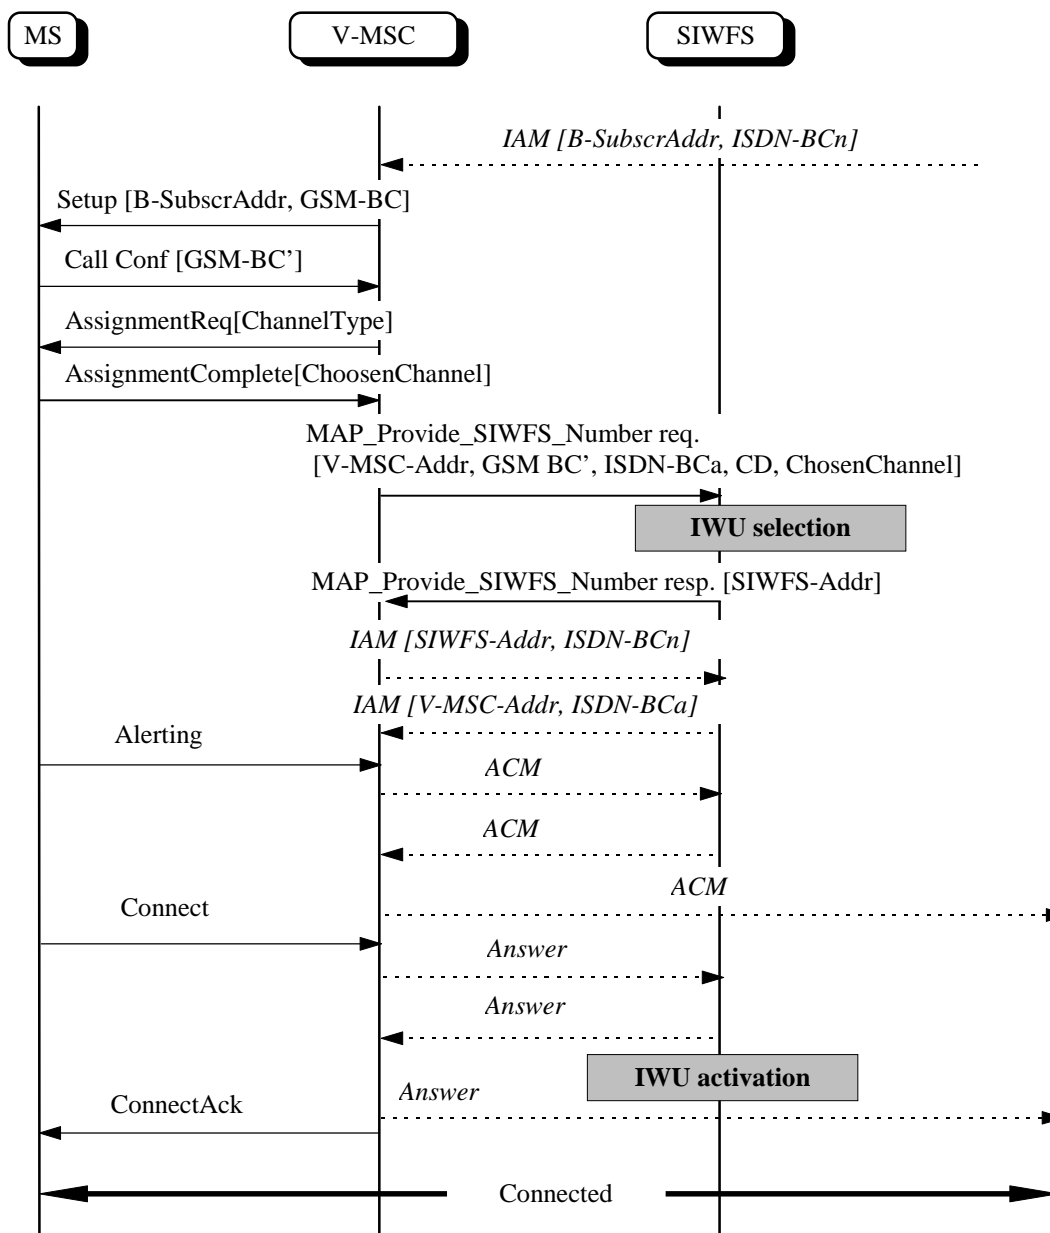 MS
V-MSC
SIWFS
IAM [B-SubscrAddr, ISDN-BCn]
Setup [B-SubscrAddr, GSM-BC]
Call Conf [GSM-BC’]
AssignmentReq[ChannelType]
AssignmentComplete[ChoosenChannel]
MAP_Provide_SIWFS_Number req.
[V-MSC-Addr, GSM BC’, ISDN-BCa, CD, ChosenChannel]
IWU selection
MAP_Provide_SIWFS_Number resp. [SIWFS-Addr]
IAM [SIWFS-Addr, ISDN-BCn]
IAM [V-MSC-Addr, ISDN-BCa]
Alerting
ACM
ACM
ACM
Connect
Answer
Answer
IWU activation
Answer
ConnectAck
Connected